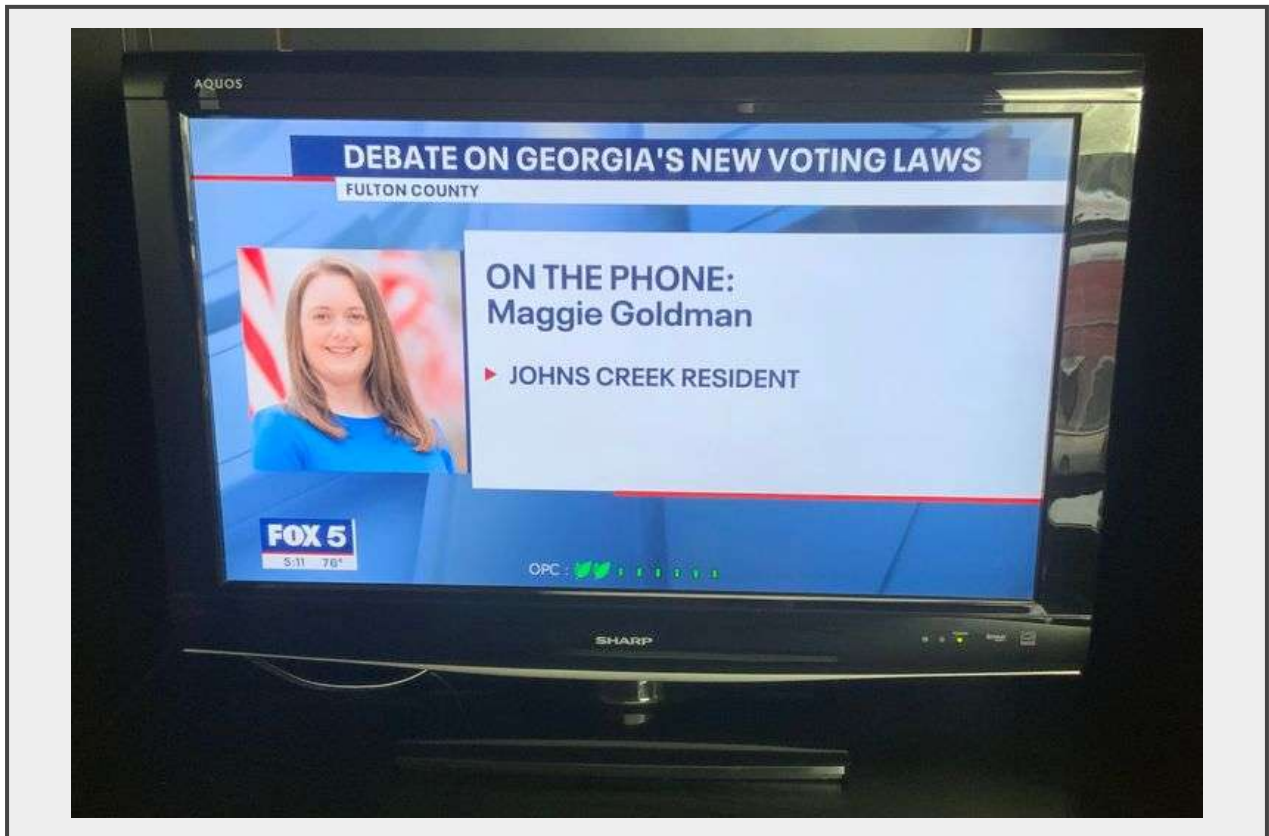 AQUOS
DEBATE ON GEORGIA'S NEW VOTING LAWS
FULTON COUNTY
ON THE PHONE:
Maggie Goldman
▶ JOHNS CREEK RESIDENT
FOX 5
5:11 76°
OPC :
SHARP